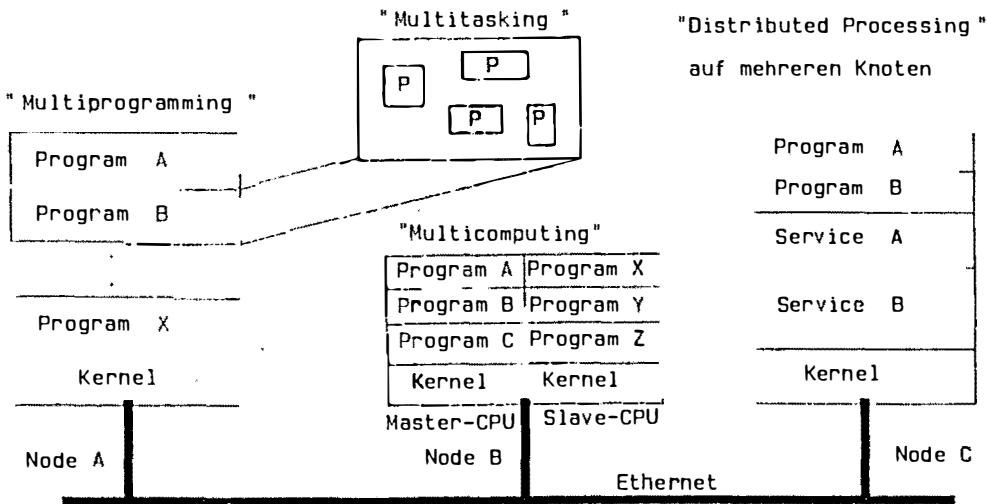 " Multitasking "
P
P
P
P
"Distributed Processing"
auf mehreren Knoten
" Multiprogramming "
Program A
Program B
Program X
Kernel
Node A
"Multicomputing"
Program A Program X
Program B Program Y
Program C Program Z
Kernel Kernel
Master-CPU Slave-CPU
Node B
Program A
Program B
Service A
Service B
Kernel
Node C
Ethernet